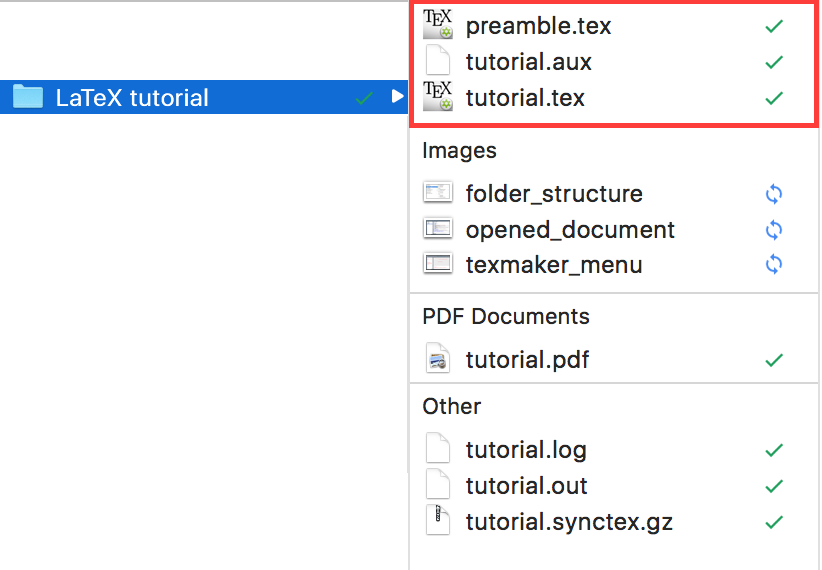 LaTeX tutorial
TEX preamble.tex
tutorial.aux
TEX tutorial.tex
Images
folder_structure
opened_document
texmaker_menu
PDF Documents
tutorial.pdf
Other
tutorial.log
tutorial.out
tutorial.synctex.gz